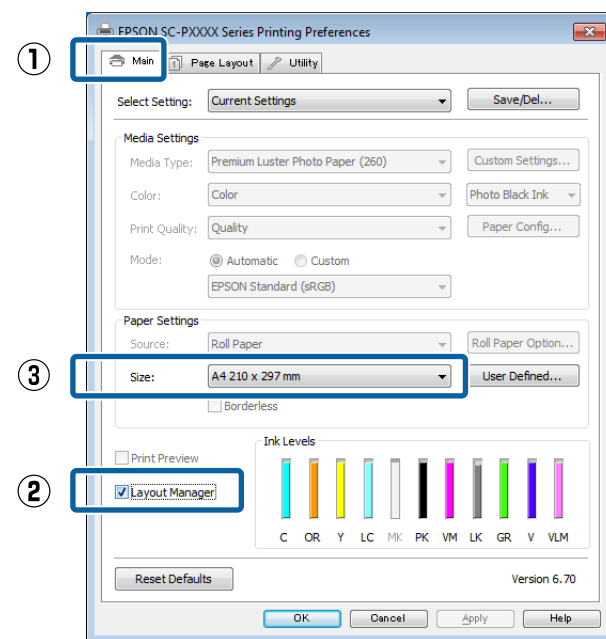 EPSON SC-PXXXX Series Printing Preferences
1 Main Page Layout Utility
Select Setting: Current Settings Save/Del...
Media Settings
Media Type: Premium Luster Photo Paper (260) Custom Settings...
Color: Color Photo Black Ink
Print Quality: Quality Paper Config...
Mode: Automatic Custom
EPSON Standard (sRGB)
Paper Settings
Source: Roll Paper Roll Paper Option...
3 Size: A4 210 x 297 mm User Defined...
Borderless
Ink Levels
Print Preview
2 Layout Manager
C OR Y LC MK PK VM LK GR V VLM
Reset Defaults Version 6.70
OK Cancel Apply Help